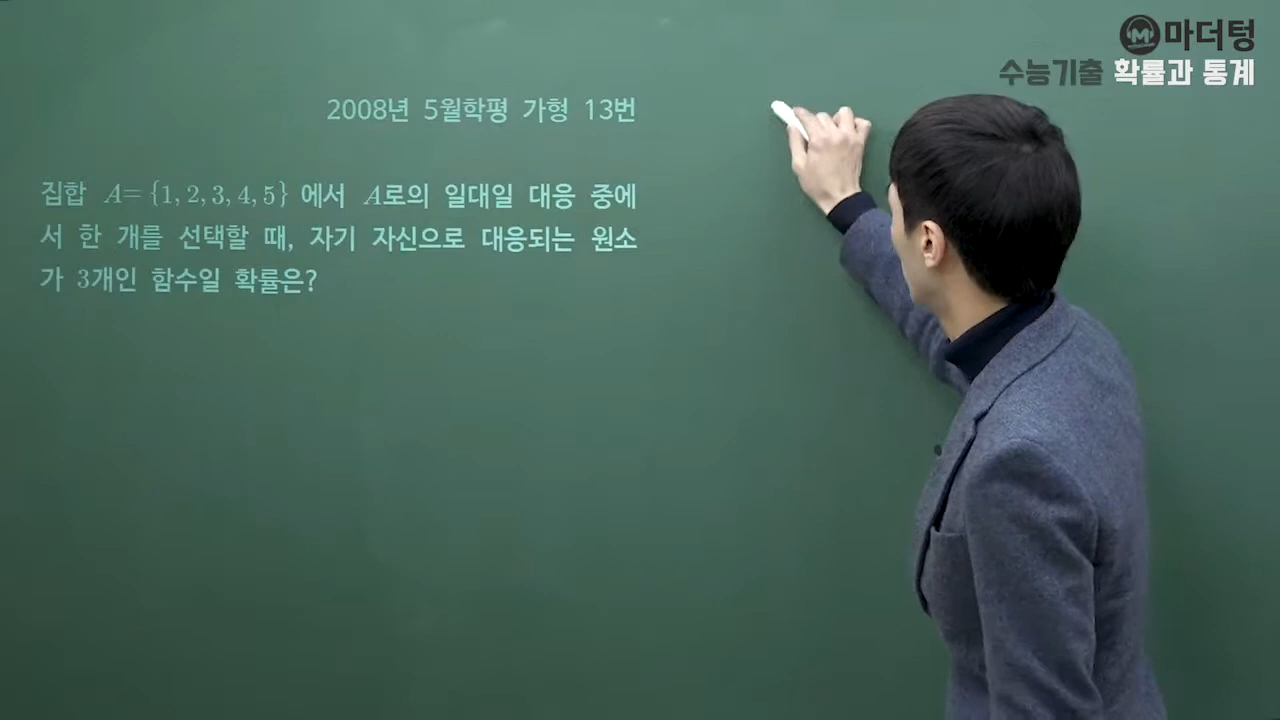 마더텅
수능기출 확률과 통계
2008년 5월학평 가형 13번
집합 A={1, 2, 3, 4, 5} 에서 A로의 일대일 대응 중에
서 한 개를 선택할 때, 자기 자신으로 대응되는 원소
가 3개인 함수일 확률은?